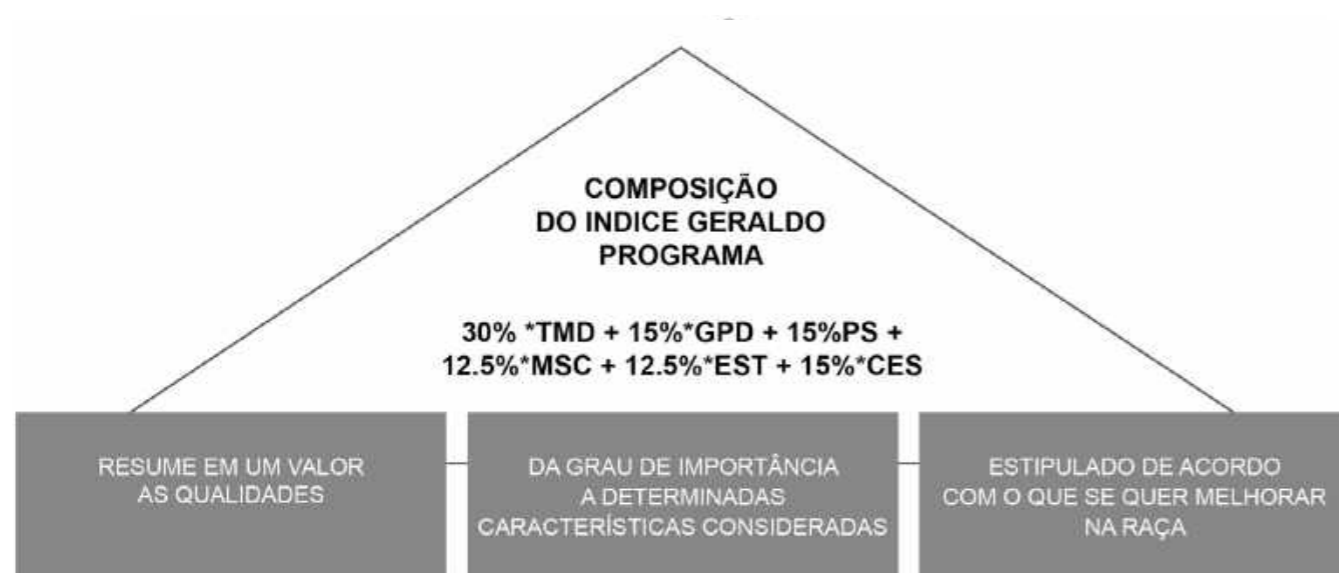 COMPOSIÇÃO
DO INDICE GERALDO
PROGRAMA
30% *TMD + 15%*GPD + 15%PS +
12.5%*MSC + 12.5%*EST + 15%*CES
RESUME EM UM VALOR
AS QUALIDADES
DA GRAU DE IMPORTÂNCIA
A DETERMINADAS
CARACTERÍSTICAS CONSIDERADAS
ESTIPULADO DE ACORDO
COM O QUE SE QUER MELHORAR
NA RAÇA